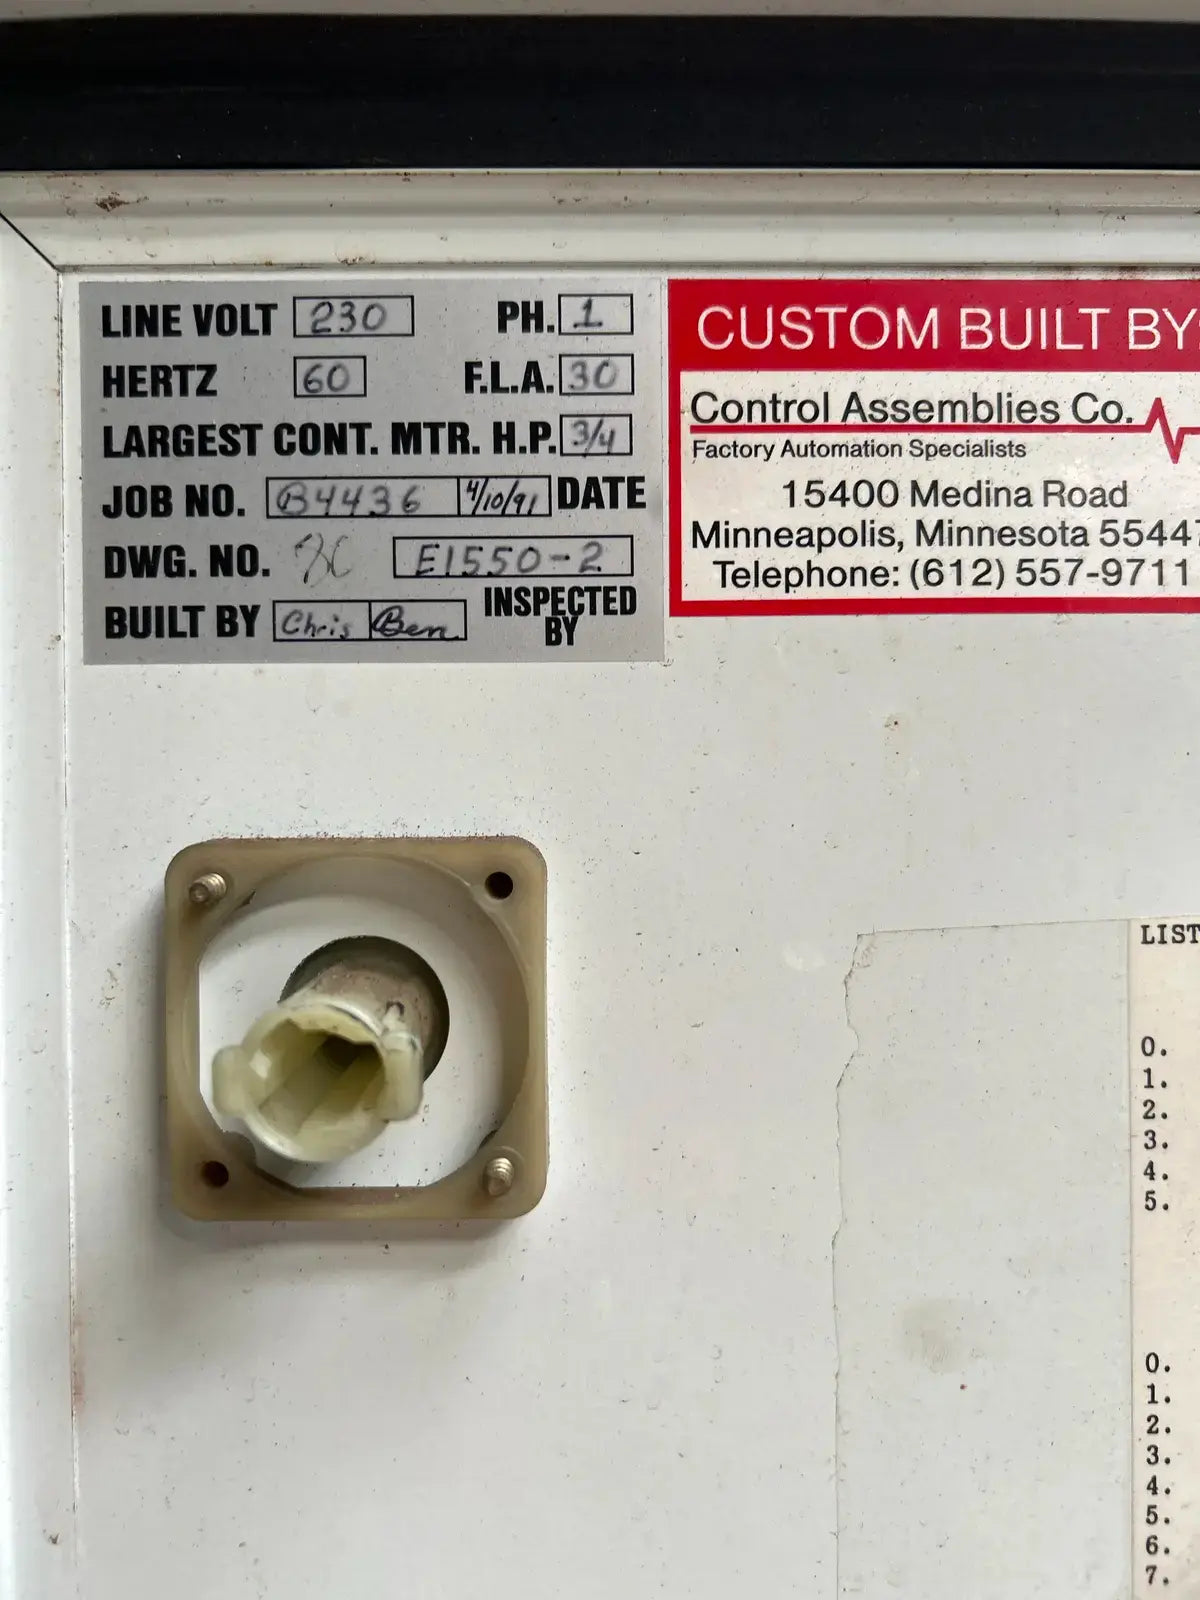 LINE VOLT 230 PH. 1
HERTZ 60 F.L.A. 30
LARGEST CONT. MTR. H.P. 3/4
JOB NO. B4436 4/10/91 DATE
DWG. NO. E1550-2
BUILT BY Chris Ben INSPECTED BY
CUSTOM BUILT BY
Control Assemblies Co.
Factory Automation Specialists
15400 Medina Road
Minneapolis, Minnesota 5544
Telephone: (612) 557-9711
LIST
0.
1.
2.
3.
4.
5.
0.
1.
2.
3.
4.
5.
6.
7.